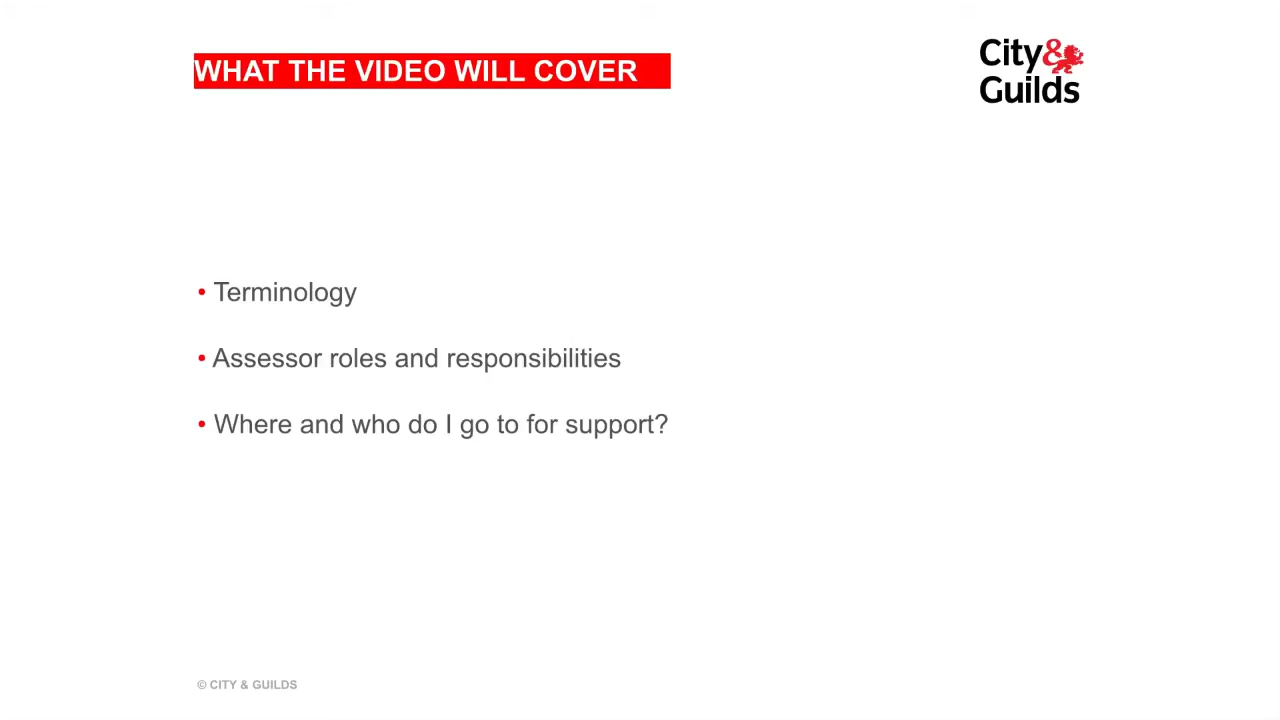 WHAT THE VIDEO WILL COVER
City&
Guilds
• Terminology
• Assessor roles and responsibilities
• Where and who do I go to for support?
© CITY & GUILDS